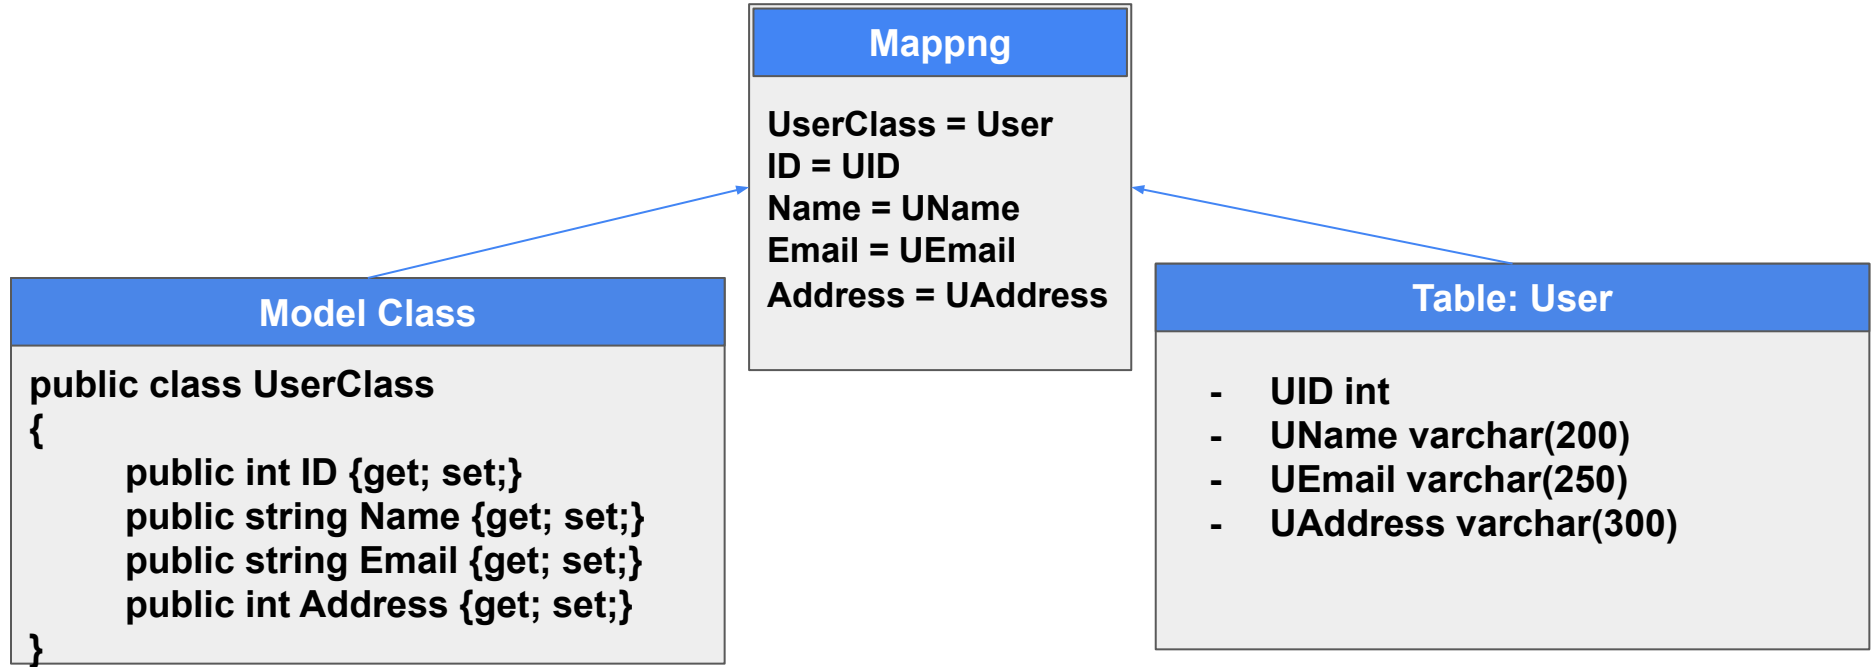 Mappng
UserClass = User
ID = UID
Name = UName
Email = UEmail
Address = UAddress
Model Class
public class UserClass
{
public int ID {get; set;}
public string Name {get; set;}
public string Email {get; set;}
public int Address {get; set;}
}
Table: User
- UID int
- UName varchar(200)
- UEmail varchar(250)
- UAddress varchar(300)